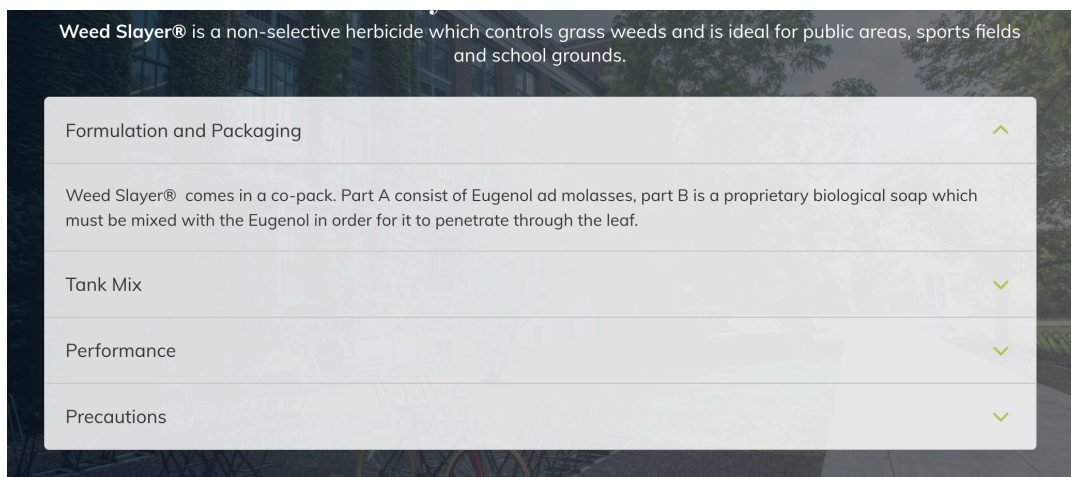 Weed Slayer® is a non-selective herbicide which controls grass weeds and is ideal for public areas, sports fields
and school grounds.
Formulation and Packaging
Weed Slayer®  comes in a co-pack. Part A consist of Eugenol ad molasses, part B is a proprietary biological soap which
must be mixed with the Eugenol in order for it to penetrate through the leaf.
Tank Mix
Performance
Precautions